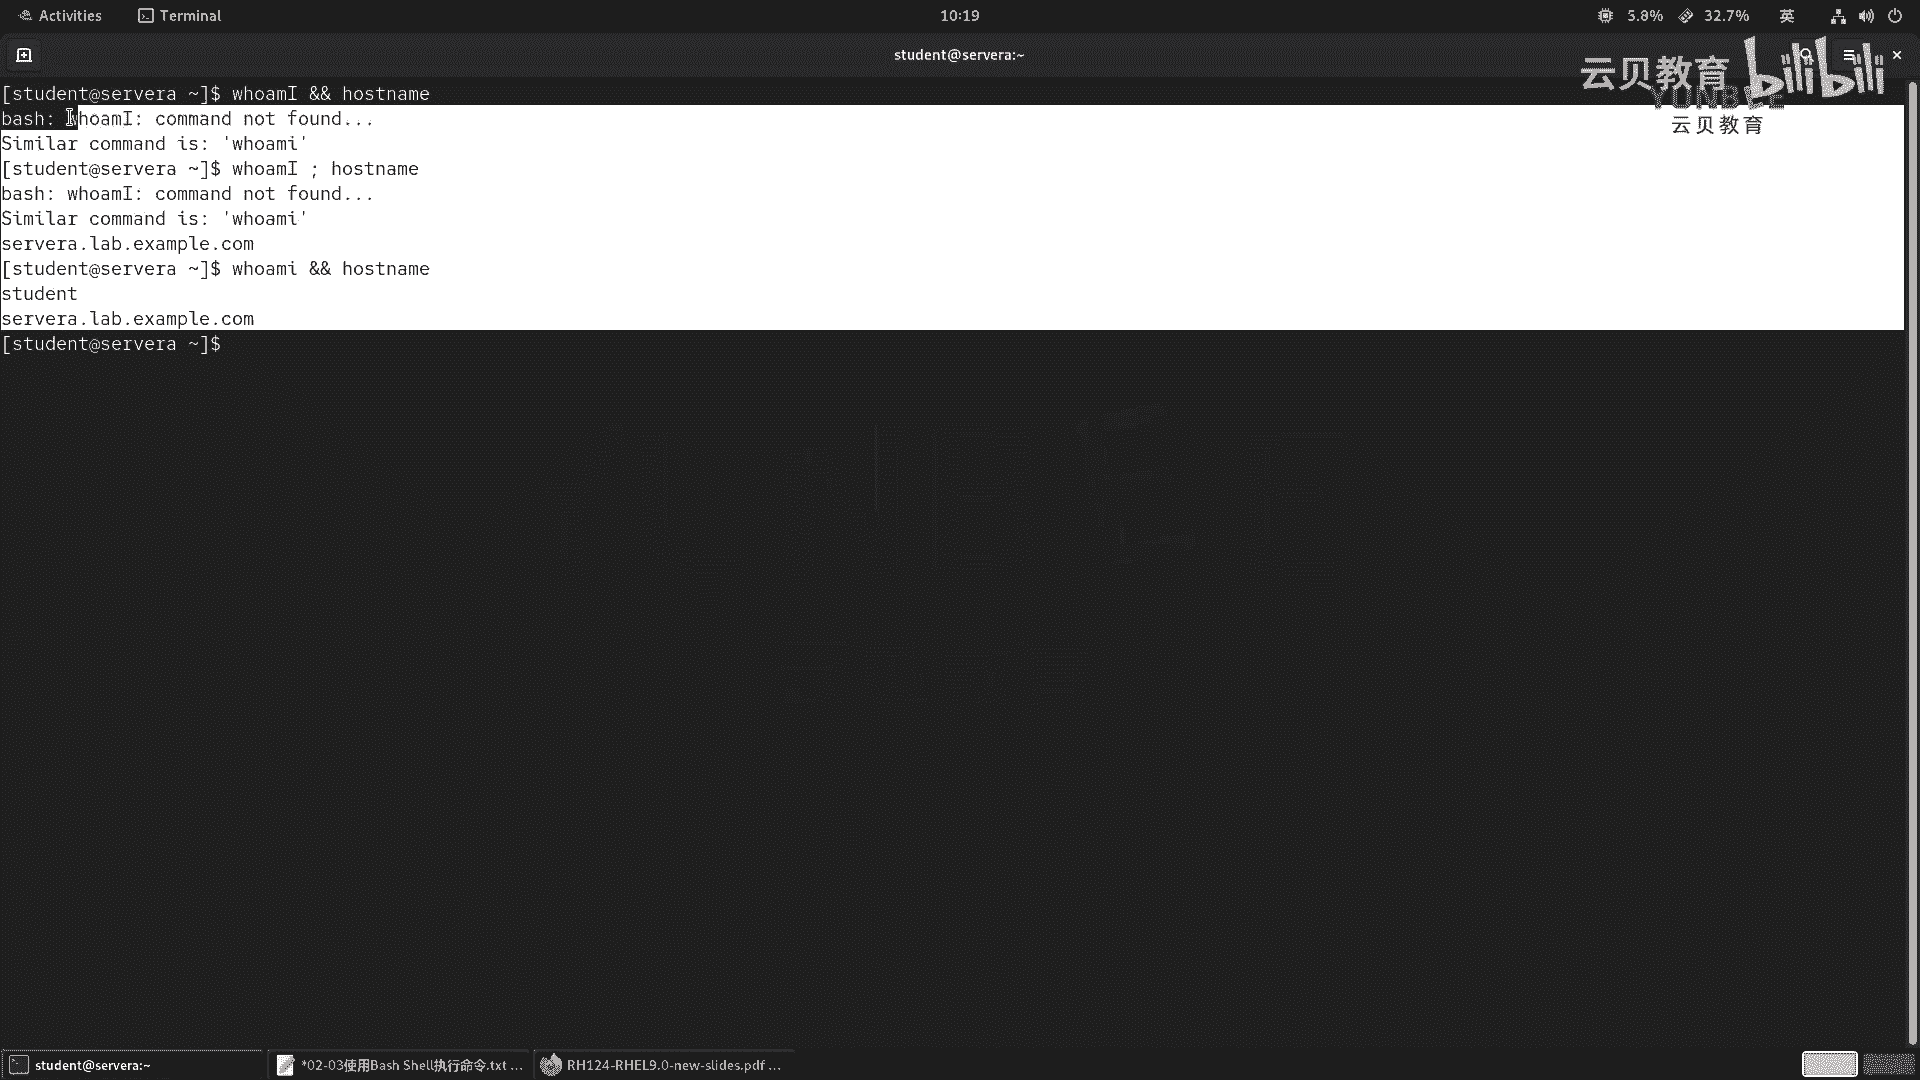 Activities Terminal 10:19 5.8% 32.7% 英
student@servera:~
云贝教育 bilibili
YUNBEE
云贝教育
[student@servera ~]$ whoamI && hostname
bash: whoamI: command not found...
Similar command is: 'whoami'
[student@servera ~]$ whoamI ; hostname
bash: whoamI: command not found...
Similar command is: 'whoami'
servera.lab.example.com
[student@servera ~]$ whoami && hostname
student
servera.lab.example.com
[student@servera ~]$
student@servera:~ *02-03使用Bash Shell执行命令.txt ... RH124-RHEL9.0-new-slides.pdf ...